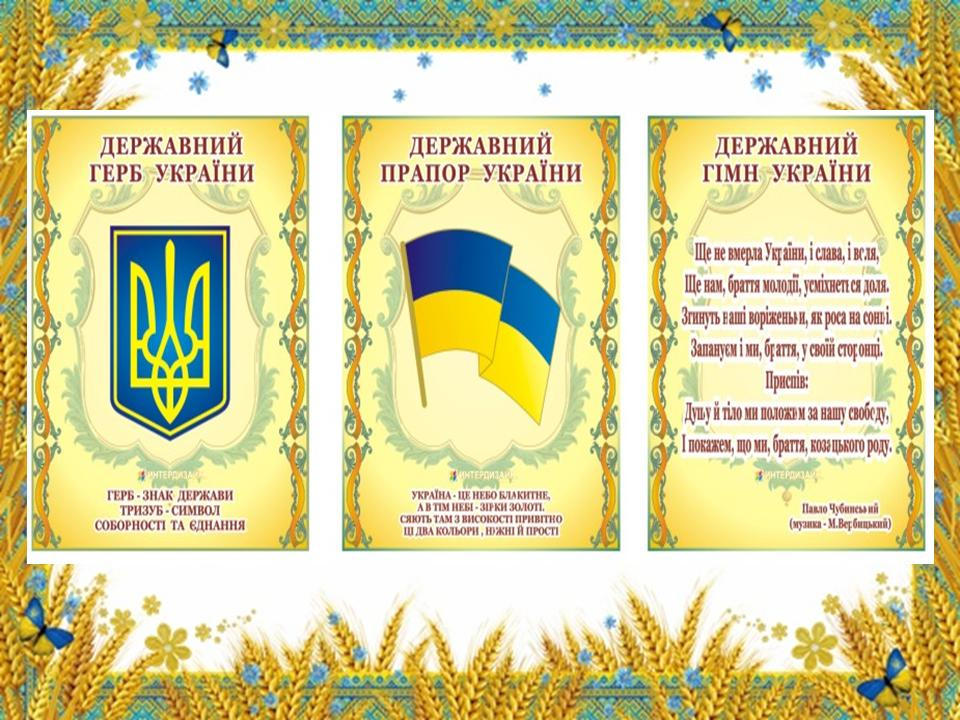 ДЕРЖАВНИЙ
ГЕРБ УКРАЇНИ
ИНТЕРДИЗАЙН
ГЕРБ - ЗНАК ДЕРЖАВИ
ТРИЗУБ - СИМВОЛ
СОБОРНОСТІ ТА ЄДНАННЯ
ДЕРЖАВНИЙ
ПРАПОР УКРАЇНИ
ИНТЕРДИЗАЙН
УКРАЇНА - ЦЕ НЕБО БЛАКИТНЕ,
А В ТІМ НЕБІ - ЗІРКИ ЗОЛОТІ.
СЯЮТЬ ТАМ З ВИСОКОСТІ ПРИВІТНО
ЦІ ДВА КОЛЬОРИ , НІЖНІ Й ПРОСТІ
ДЕРЖАВНИЙ
ГІМН УКРАЇНИ
Ще не вмерла України, і слава, і воля,
Ще нам, браття молодії, усміхнеться доля.
Згинуть наші воріженьки, як роса на сонці.
Запануєм і ми, браття, у своїй сторонці.
Приспів:
Душу й тіло ми положим за нашу свободу,
І покажем, що ми, браття, козацького роду.
ИНТЕРДИЗАЙН
Павло Чубинський
(музика - М.Вербицький)